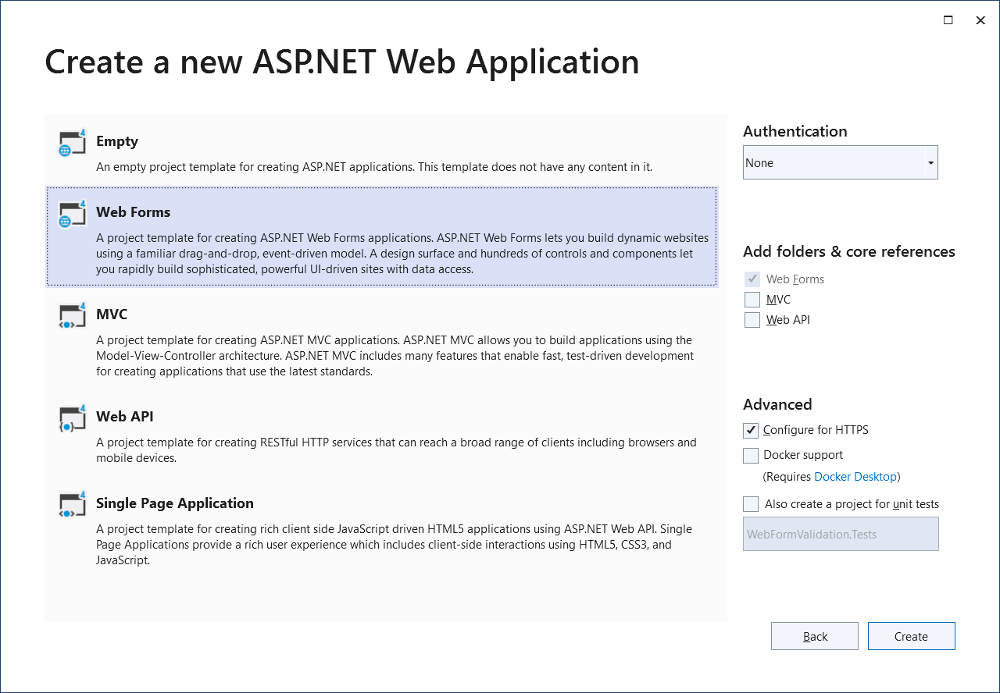 Create a new ASP.NET Web Application
4
Empty
An empty project template for creating ASP.NET applications. This template does not have any content in it.
4
Web Forms
A project template for creating ASP.NET Web Forms applications. ASP.NET Web Forms lets you build dynamic websites
using a familiar drag-and-drop, event-driven model. A design surface and hundreds of controls and components let
you rapidly build sophisticated, powerful UI-driven sites with data access.
4
MVC
A project template for creating ASP.NET MVC applications. ASP.NET MVC allows you to build applications using the
Model-View-Controller architecture. ASP.NET MVC includes many features that enable fast, test-driven development
for creating applications that use the latest standards.
4
Web API
A project template for creating RESTful HTTP services that can reach a broad range of clients including browsers and
mobile devices.
4
Single Page Application
A project template for creating rich client side JavaScript driven HTML5 applications using ASP.NET Web API. Single
Page Applications provide a rich user experience which includes client-side interactions using HTML5, CSS3, and
JavaScript.
Authentication
None
Add folders & core references
Web Forms
MVC
Web API
Advanced
Configure for HTTPS
Docker support
(Requires Docker Desktop)
Also create a project for unit tests
WebFormValidation.Tests
Back
Create